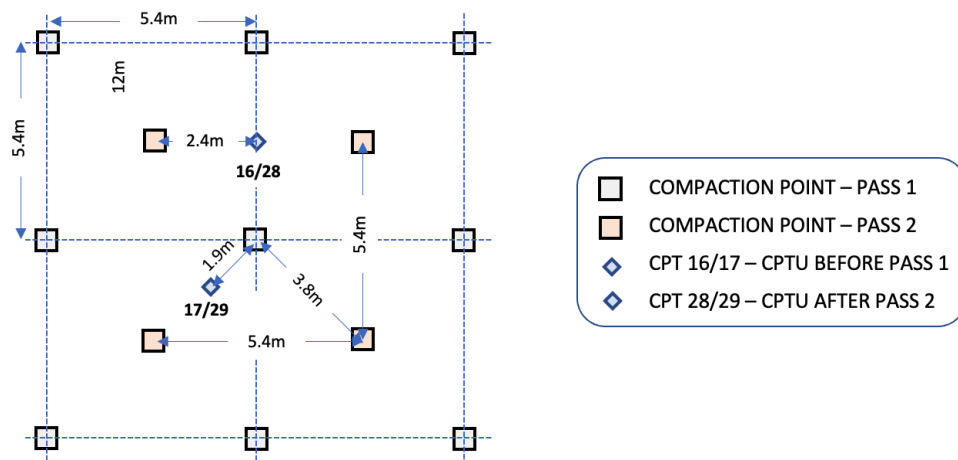 5.4m
12m
5.4m
2.4m
16/28
5.4m
1.9m
3.8m
17/29
5.4m
COMPACTION POINT – PASS 1
COMPACTION POINT – PASS 2
CPT 16/17 – CPTU BEFORE PASS 1
CPT 28/29 – CPTU AFTER PASS 2